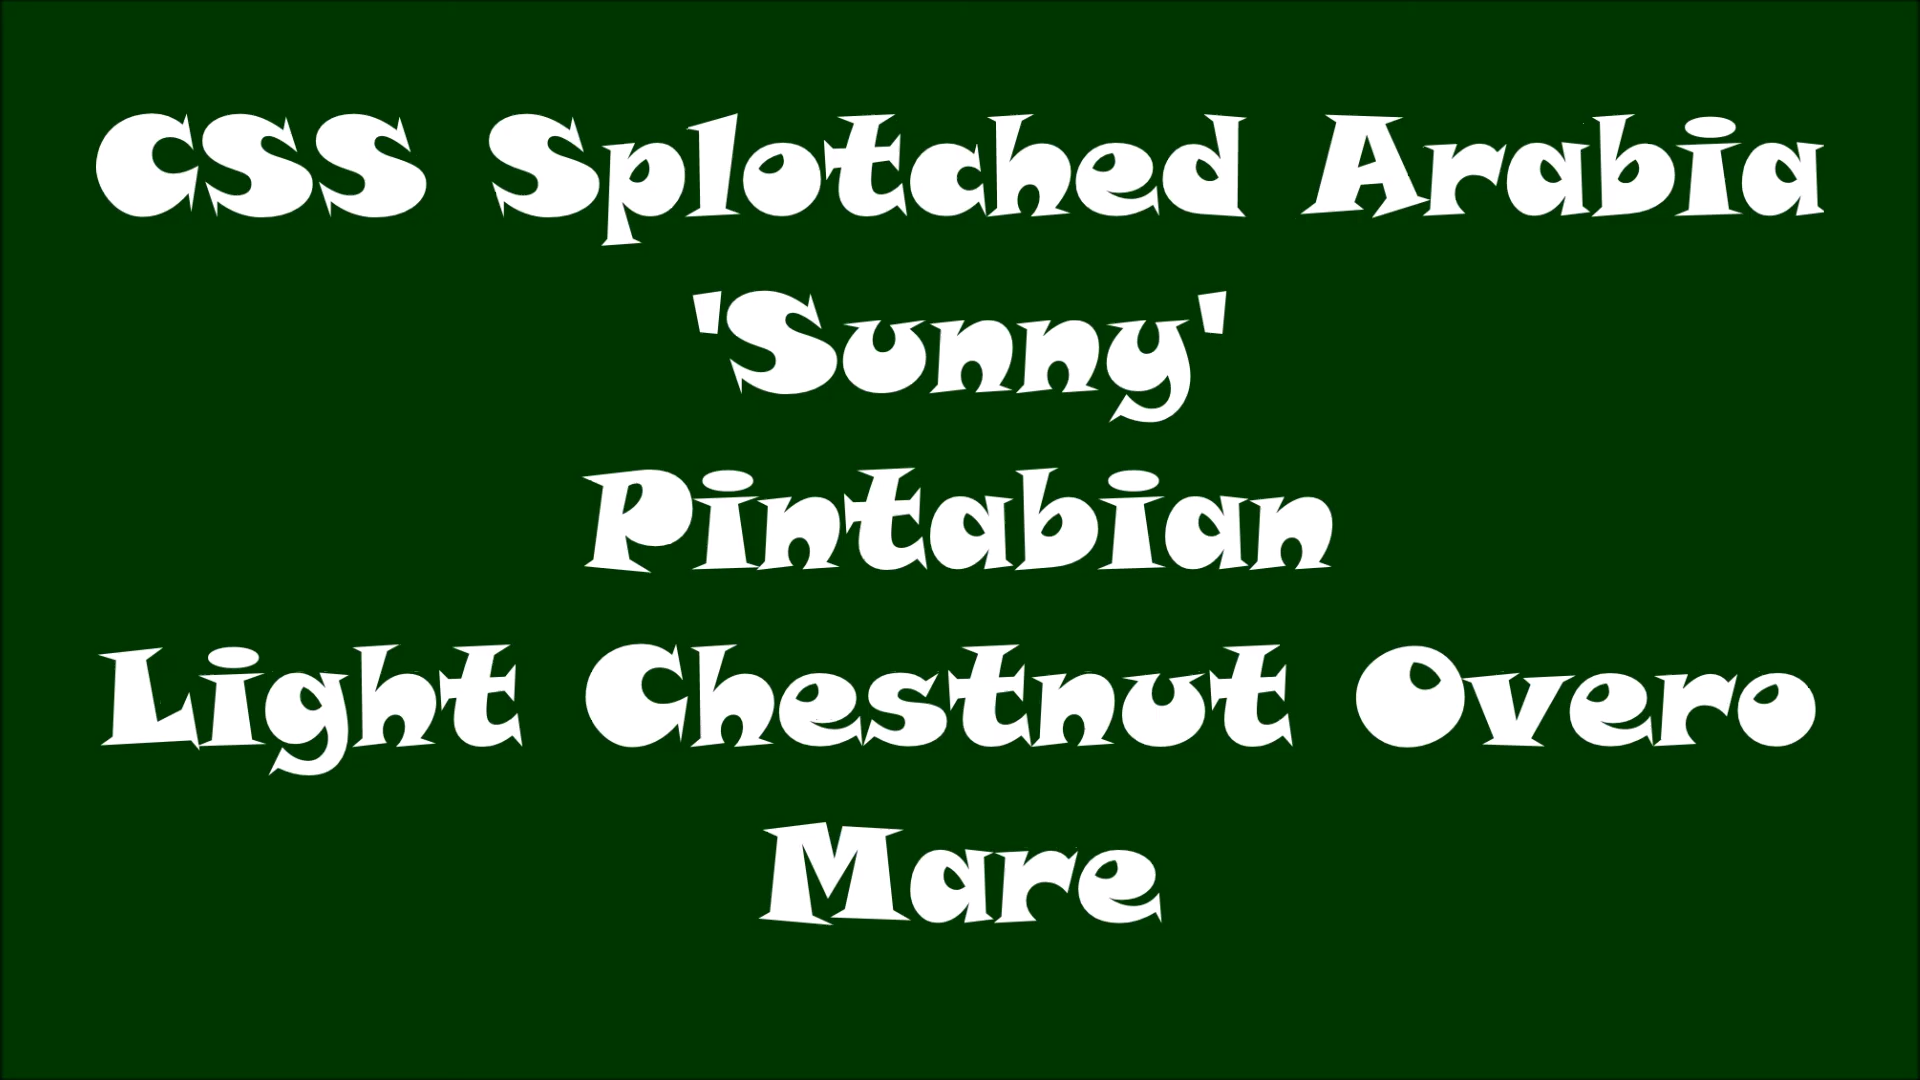 CSS Splotched Arabia
'Sunny'
Pintabian
Light Chestnut Overo
Mare